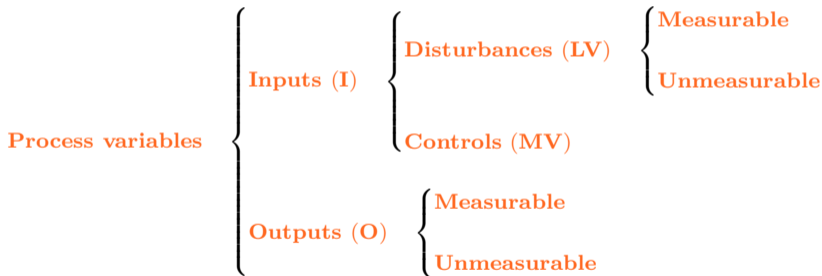 Process variables
Inputs (I)
Disturbances (LV)
Measurable
Unmeasurable
Controls (MV)
Outputs (O)
Measurable
Unmeasurable